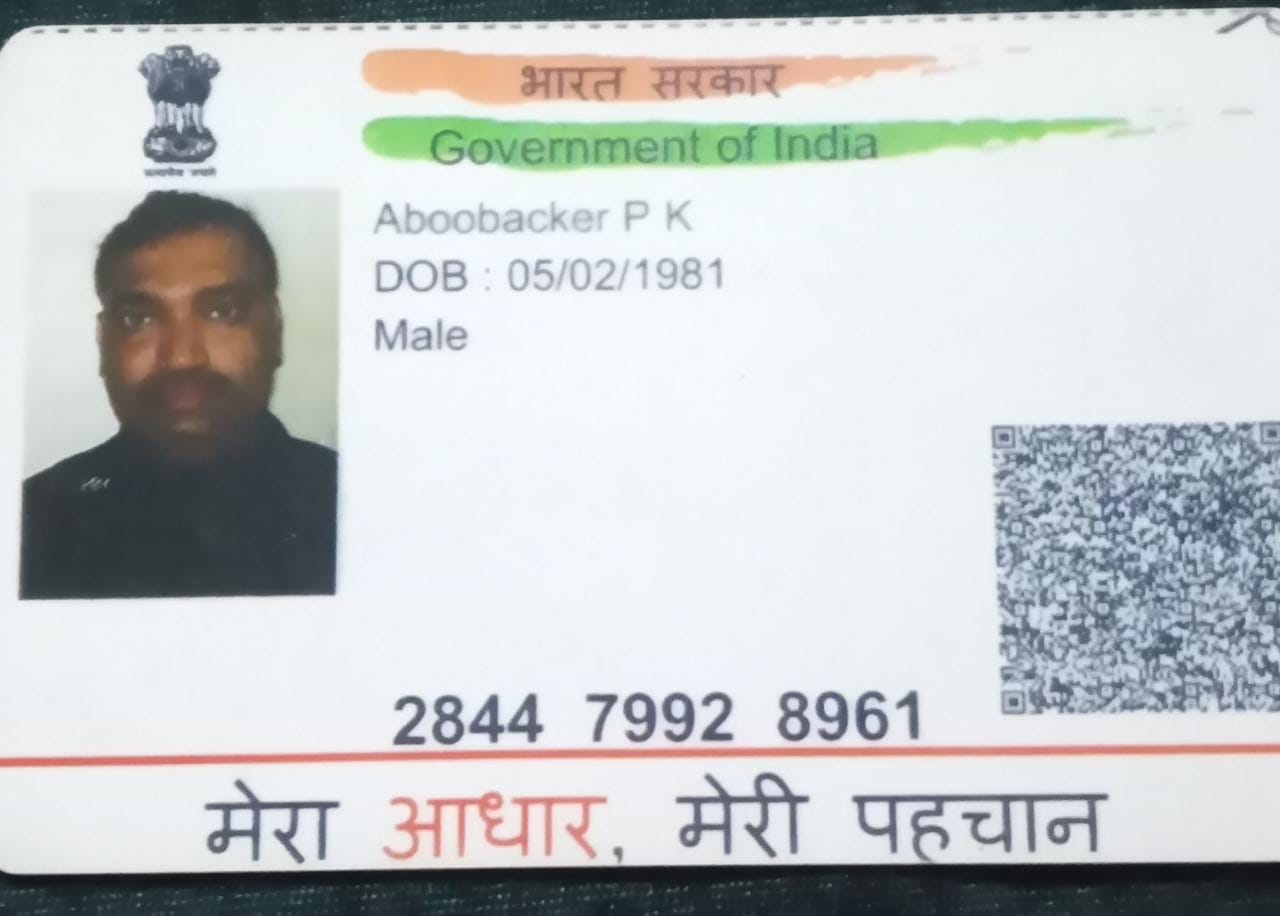 भारत सरकार
Government of India
सत्यमेव जयते
Aboobacker P K
DOB : 05/02/1981
Male
2844 7992 8961
मेरा आधार, मेरी पहचान